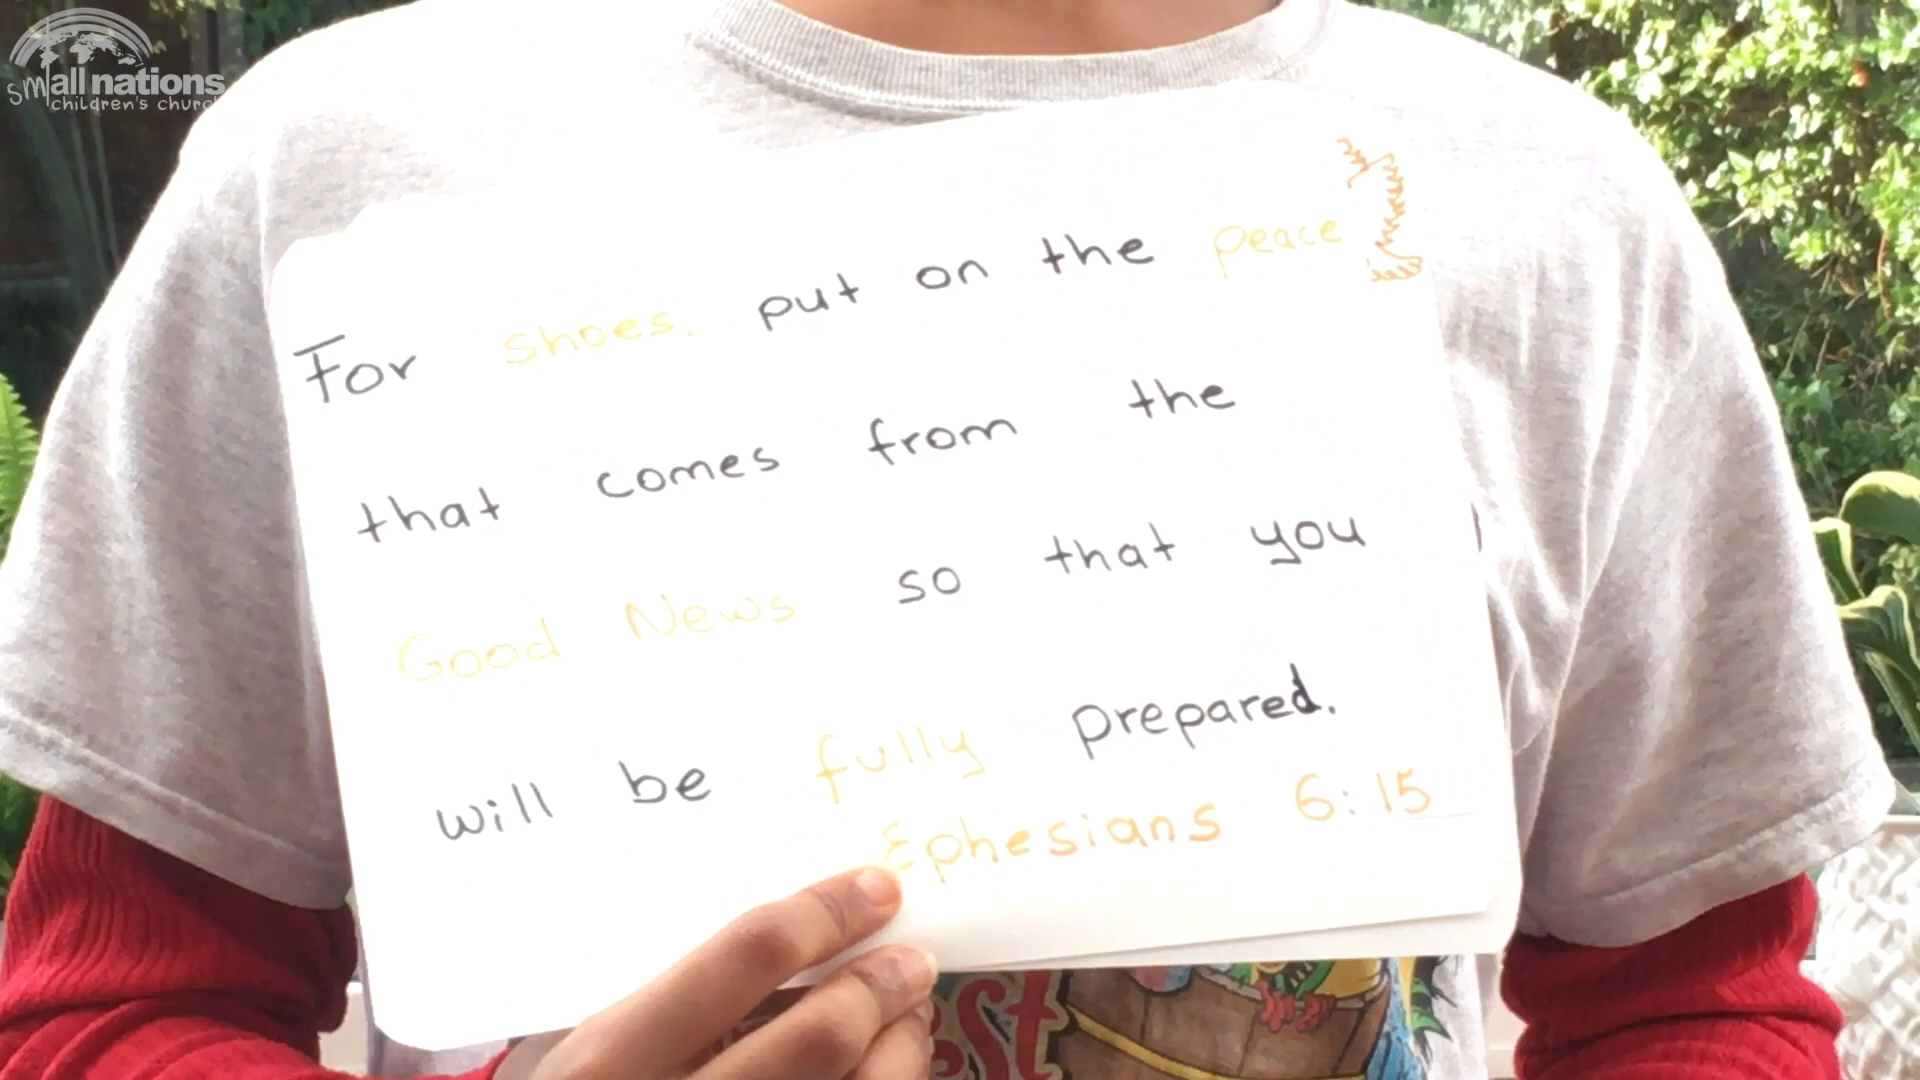 small nations
children's church
For shoes, put on the peace
that comes from the
Good News so that you
will be fully prepared.
Ephesians 6:15
est